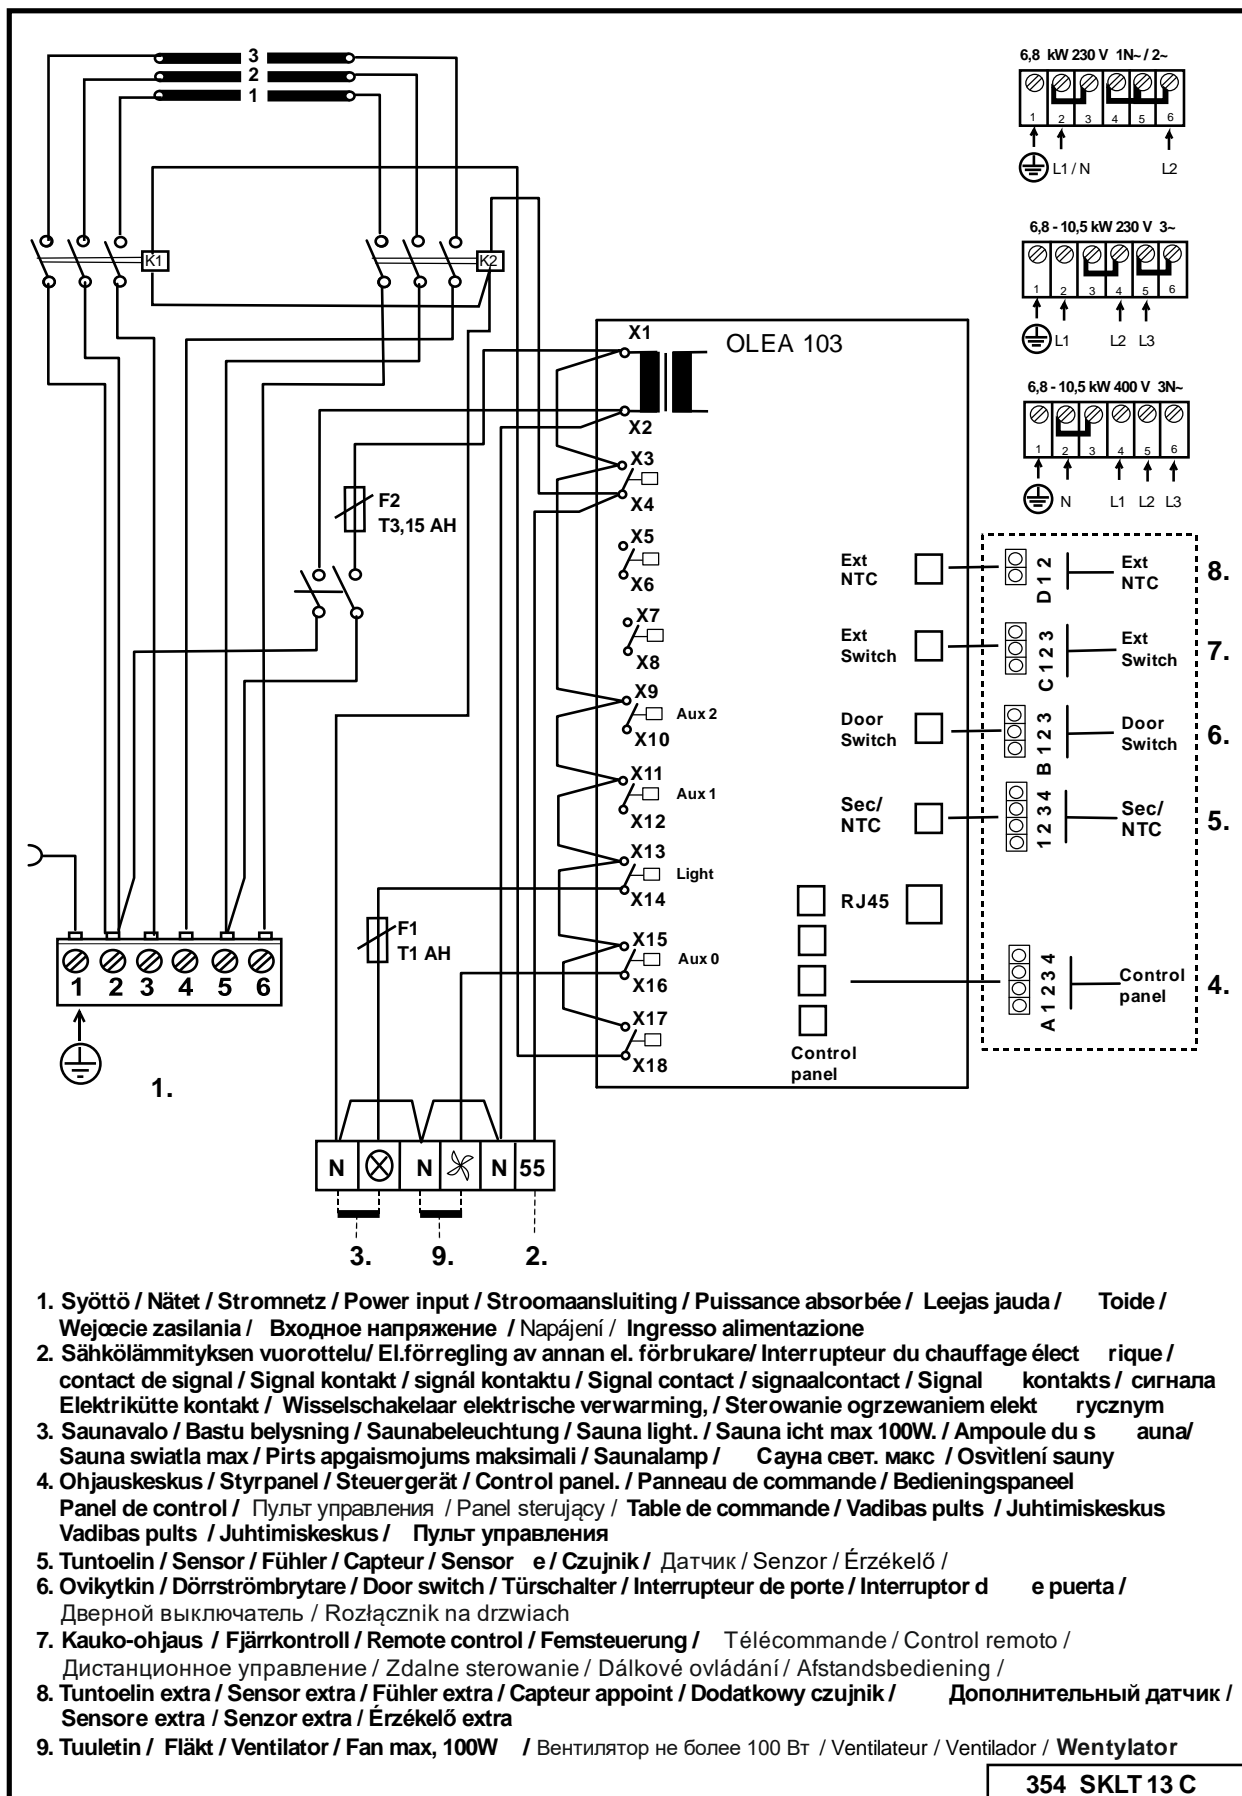 3
2
1
6,8 kW 230 V 1N~ / 2~
1 2 3 4 5 6
L1 / N L2
K1 K2
6,8 - 10,5 kW 230 V 3~
1 2 3 4 5 6
L1 L2 L3
6,8 - 10,5 kW 400 V 3N~
1 2 3 4 5 6
N L1 L2 L3
OLEA 103
X1
X2
X3
X4
X5
X6
X7
X8
X9
Aux 2
X10
X11
Aux 1
X12
X13
Light
X14
X15
Aux 0
X16
X17
X18
F2
T3,15 AH
F1
T1 AH
Ext
NTC
D 1 2
Ext
NTC
8.
Ext
Switch
C 1 2 3
Ext
Switch
7.
Door
Switch
B 1 2 3
Door
Switch
6.
Sec/
NTC
1 2 3 4
Sec/
NTC
5.
RJ45
Control
panel
A 1 2 3 4
Control
panel
4.
1 2 3 4 5 6
1.
N N N 55
3. 9. 2.
1. Syöttö / Nätet / Stromnetz / Power input / Stroomaansluiting / Puissance absorbée / Leejas jauda / Toide /
Wejœcie zasilania / Входное напряжение / Napájení / Ingresso alimentazione
2. Sähkölämmityksen vuorottelu/ El.förregling av annan el. förbrukare/ Interrupteur du chauffage élect rique /
contact de signal / Signal kontakt / signál kontaktu / Signal contact / signaalcontact / Signal kontakts / сигнала
Elektrikütte kontakt / Wisselschakelaar elektrische verwarming, / Sterowanie ogrzewaniem elekt rycznym
3. Saunavalo / Bastu belysning / Saunabeleuchtung / Sauna light. / Sauna icht max 100W. / Ampoule du s auna/
Sauna swiatla max / Pirts apgaismojums maksimali / Saunalamp / Сауна свет. макс / Osvìtlení sauny
4. Ohjauskeskus / Styrpanel / Steuergerät / Control panel. / Panneau de commande / Bedieningspaneel
Panel de control / Пульт управления / Panel sterujący / Table de commande / Vadibas pults / Juhtimiskeskus
Vadibas pults / Juhtimiskeskus / Пульт управления
5. Tuntoelin / Sensor / Fühler / Capteur / Sensor e / Czujnik / Датчик / Senzor / Érzékelő /
6. Ovikytkin / Dörrströmbrytare / Door switch / Türschalter / Interrupteur de porte / Interruptor d e puerta /
Дверной выключатель / Rozłącznik na drzwiach
7. Kauko-ohjaus / Fjärrkontroll / Remote control / Femsteuerung / Télécommande / Control remoto /
Дистанционное управление / Zdalne sterowanie / Dálkové ovládání / Afstandsbediening /
8. Tuntoelin extra / Sensor extra / Fühler extra / Capteur appoint / Dodatkowy czujnik / Дополнительный датчик /
Sensore extra / Senzor extra / Érzékelő extra
9. Tuuletin / Fläkt / Ventilator / Fan max, 100W / Вентилятор не более 100 Вт / Ventilateur / Ventilador / Wentylator
354 SKLT 13 C